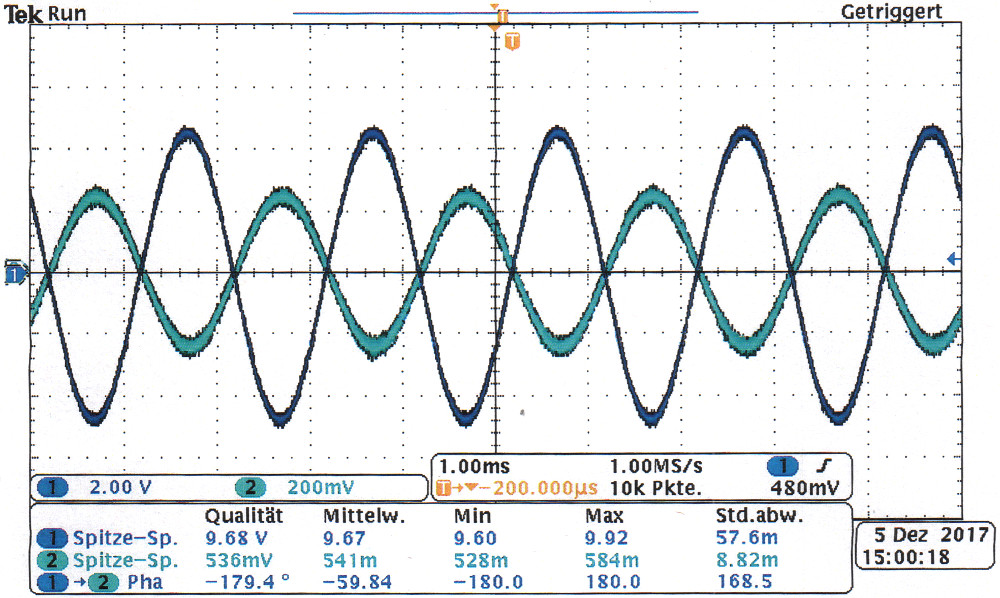 Tek Run Getriggert
T
T
1
1 2.00 V 2 200mV
1.00ms 1.00MS/s 1
T→▼−200.000µs 10k Pkte. 480mV
Qualität Mittelw. Min Max Std.abw.
1 Spitze−Sp. 9.68 V 9.67 9.60 9.92 57.6m
2 Spitze−Sp. 536mV 541m 528m 584m 8.82m
1 → 2 Pha −179.4 ° −59.84 −180.0 180.0 168.5
5 Dez 2017
15:00:18